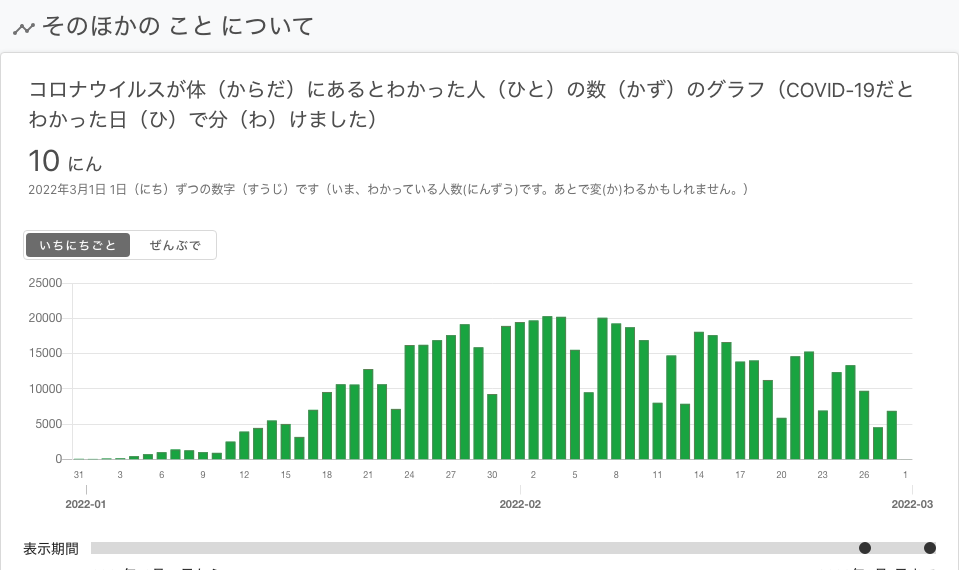 そのほかの こと について
コロナウイルスが体（からだ）にあるとわかった人（ひと）の数（かず）のグラフ（COVID-19だと
わかった日（ひ）で分（わ）けました）
10 にん
2022年3月1日 1日（にち）ずつの数字（すうじ）です（いま、わかっている人数(にんずう)です。あとで変(か)わるかもしれません。）
いちにちごと ぜんぶで
25000
20000
15000
10000
5000
0
31 3 6 9 12 15 18 21 24 27 30 2 5 8 11 14 17 20 23 26 1
2022-01 2022-02 2022-03
表示期間